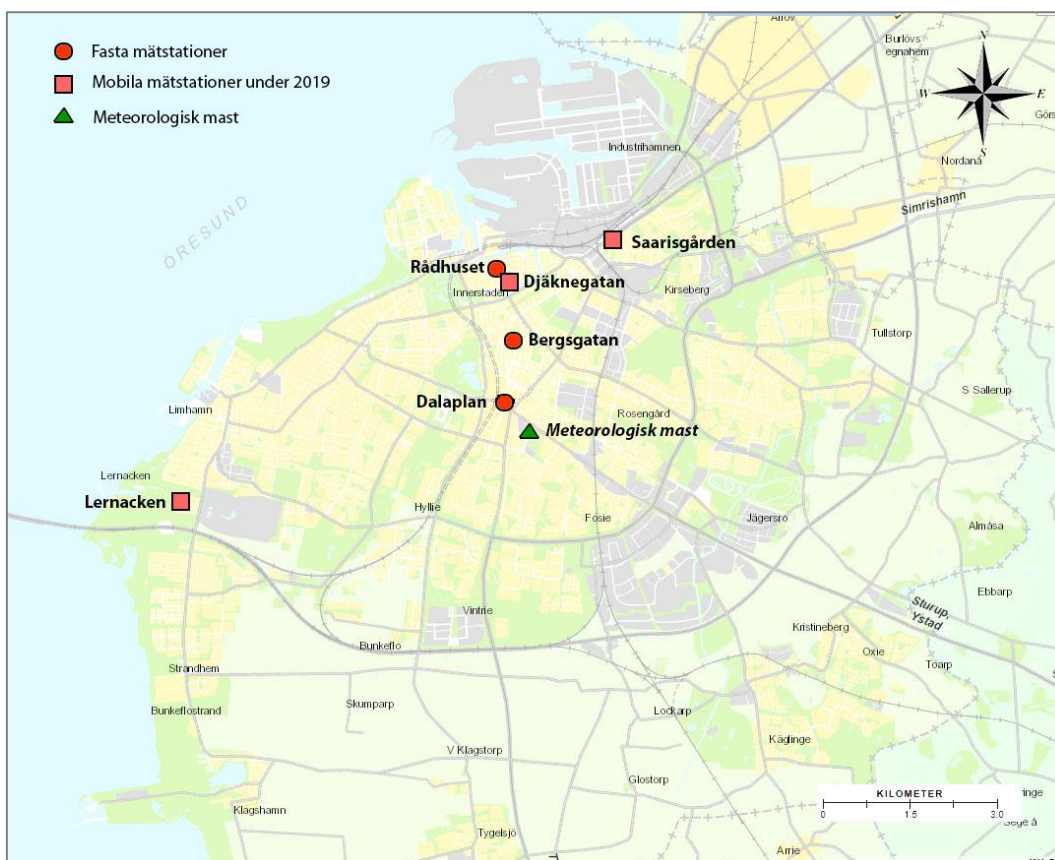 Arlöv
Fasta mätstationer
Burlövs
egnahem
N
Mobila mätstationer under 2019
W
E
Meteorologisk mast
S
Industrihamnen
Nordanå
Simrishamn
ÖRESUND
Saarisgården
Rådhuset
Djäknegatan
Innerstaden
Kirseberg
Tullstorp
Bergsgatan
S Sallerup
Dalaplan
Limhamn
Rosengård
Meteorologisk mast
Lernacken
Lernacken
Hyllie
Fosie
Jägersro
Almåsa
Ebbarp
Sturup,
Ystad
Vintrie
Kristineberg
Bunkeflo
Oxie
Toarp
Strandhem
Skumparp
Bunkeflostrand
Lockarp
Käglinge
V Klagstorp
Glostorp
KILOMETER
0
1.5
3.0
Klagshamn
Tygelsjö
Arrie